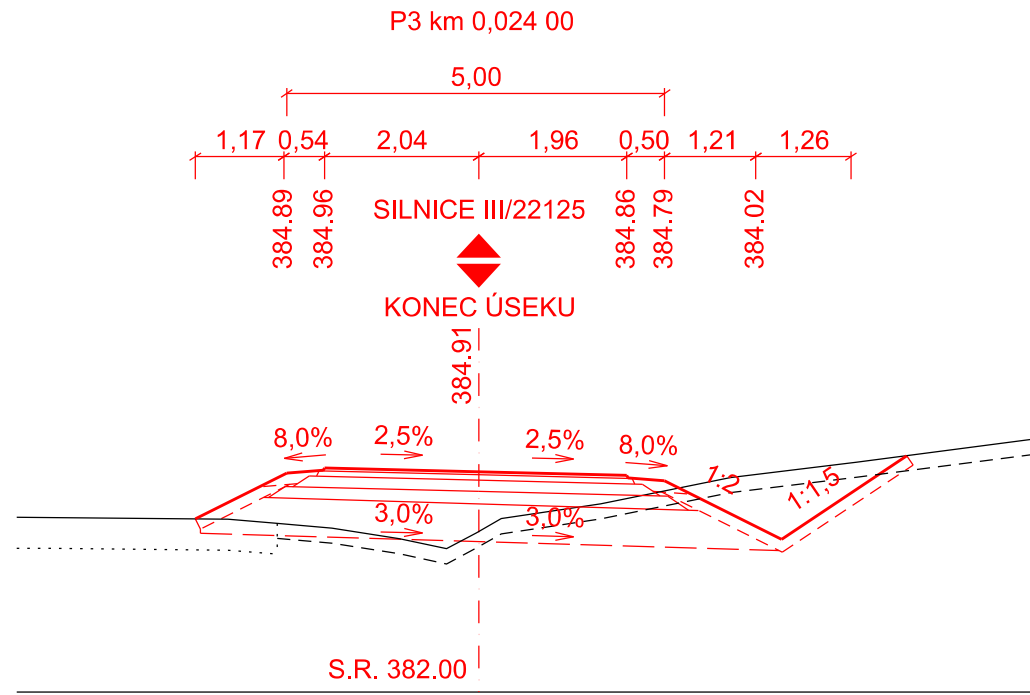 P3 km 0,024 00
5,00
1,17 0,54 2,04 1,96 0,50 1,21 1,26
384.89 384.96 384.86 384.79 384.02
SILNICE III/22125
KONEC ÚSEKU
384.91
8,0% 2,5% 2,5% 8,0%
1:2
1:1,5
3,0% 3,0%
S.R. 382.00